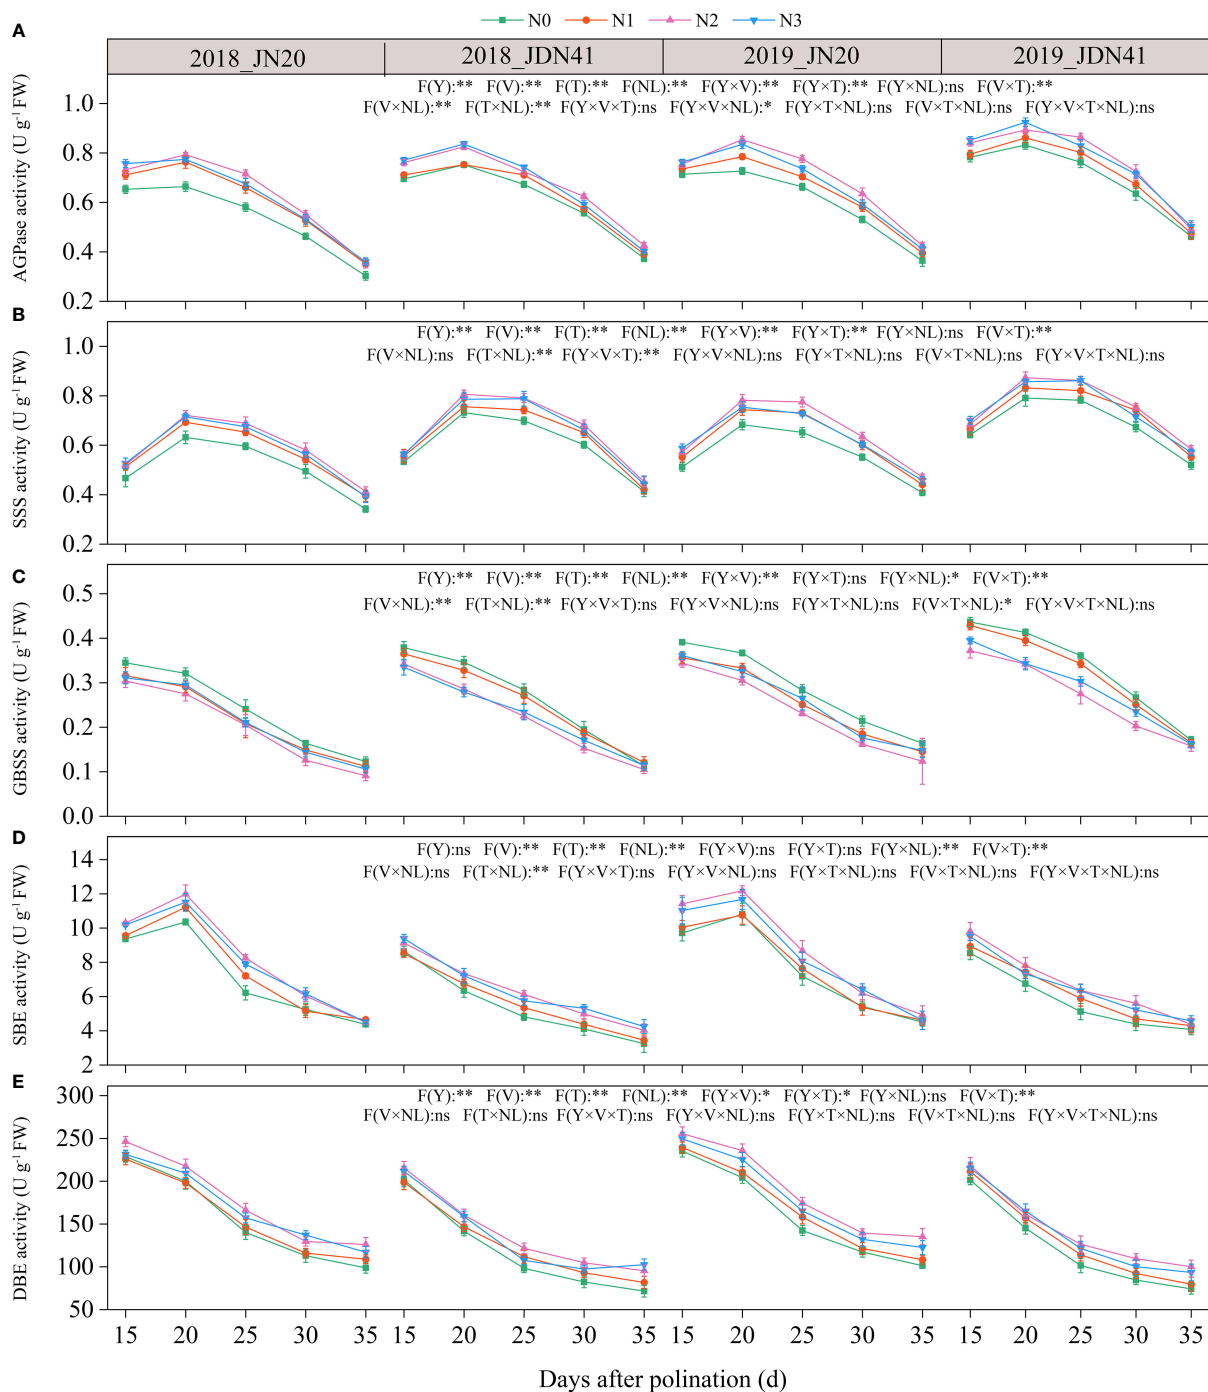 N0 N1 N2 N3
A
2018_JN20 2018_JDN41 2019_JN20 2019_JDN41
F(Y):** F(V):** F(T):** F(NL):** F(Y×V):** F(Y×T):** F(Y×NL):ns F(V×T):**
F(V×NL):** F(T×NL):** F(Y×V×T):ns F(Y×V×NL):* F(Y×T×NL):ns F(V×T×NL):ns F(Y×V×T×NL):ns
AGPase activity (U g⁻¹ FW)
1.0
0.8
0.6
0.4
0.2
B
F(Y):** F(V):** F(T):** F(NL):** F(Y×V):** F(Y×T):** F(Y×NL):ns F(V×T):**
F(V×NL):ns F(T×NL):** F(Y×V×T):** F(Y×V×NL):ns F(Y×T×NL):ns F(V×T×NL):ns F(Y×V×T×NL):ns
SSS activity (U g⁻¹ FW)
1.0
0.8
0.6
0.4
0.2
C
F(Y):** F(V):** F(T):** F(NL):** F(Y×V):** F(Y×T):ns F(Y×NL):* F(V×T):**
F(V×NL):** F(T×NL):** F(Y×V×T):ns F(Y×V×NL):ns F(Y×T×NL):ns F(V×T×NL):* F(Y×V×T×NL):ns
GBSS activity (U g⁻¹ FW)
0.5
0.4
0.3
0.2
0.1
0.0
D
F(Y):ns F(V):** F(T):** F(NL):** F(Y×V):ns F(Y×T):ns F(Y×NL):** F(V×T):**
F(V×NL):ns F(T×NL):** F(Y×V×T):ns F(Y×V×NL):ns F(Y×T×NL):ns F(V×T×NL):ns F(Y×V×T×NL):ns
SBE activity (U g⁻¹ FW)
14
12
10
8
6
4
2
E
F(Y):** F(V):** F(T):** F(NL):** F(Y×V):* F(Y×T):* F(Y×NL):ns F(V×T):**
F(V×NL):ns F(T×NL):ns F(Y×V×T):ns F(Y×V×NL):ns F(Y×T×NL):ns F(V×T×NL):ns F(Y×V×T×NL):ns
DBE activity (U g⁻¹ FW)
300
250
200
150
100
50
15 20 25 30 35 15 20 25 30 35 15 20 25 30 35 15 20 25 30 35
Days after polination (d)